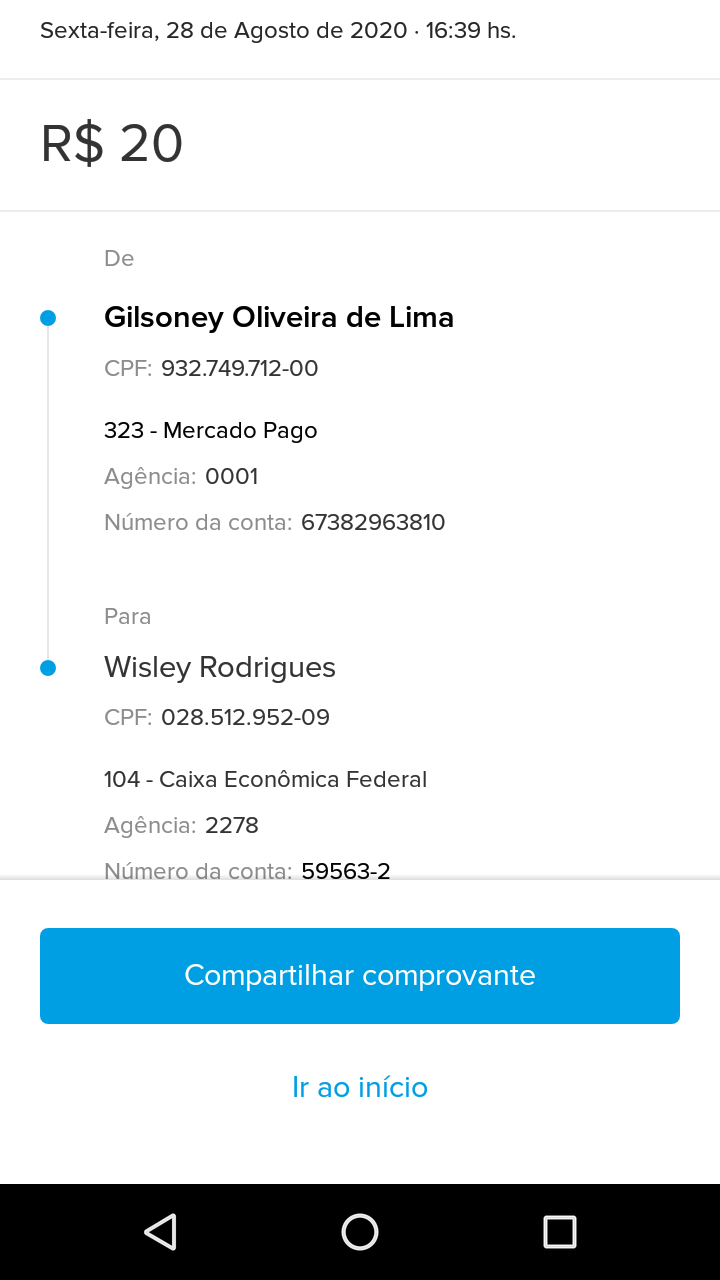 Sexta-feira, 28 de Agosto de 2020 · 16:39 hs.
R$ 20
De
Gilsoney Oliveira de Lima
CPF: 932.749.712-00
323 - Mercado Pago
Agência: 0001
Número da conta: 67382963810
Para
Wisley Rodrigues
CPF: 028.512.952-09
104 - Caixa Econômica Federal
Agência: 2278
Número da conta: 59563-2
Compartilhar comprovante
Ir ao início